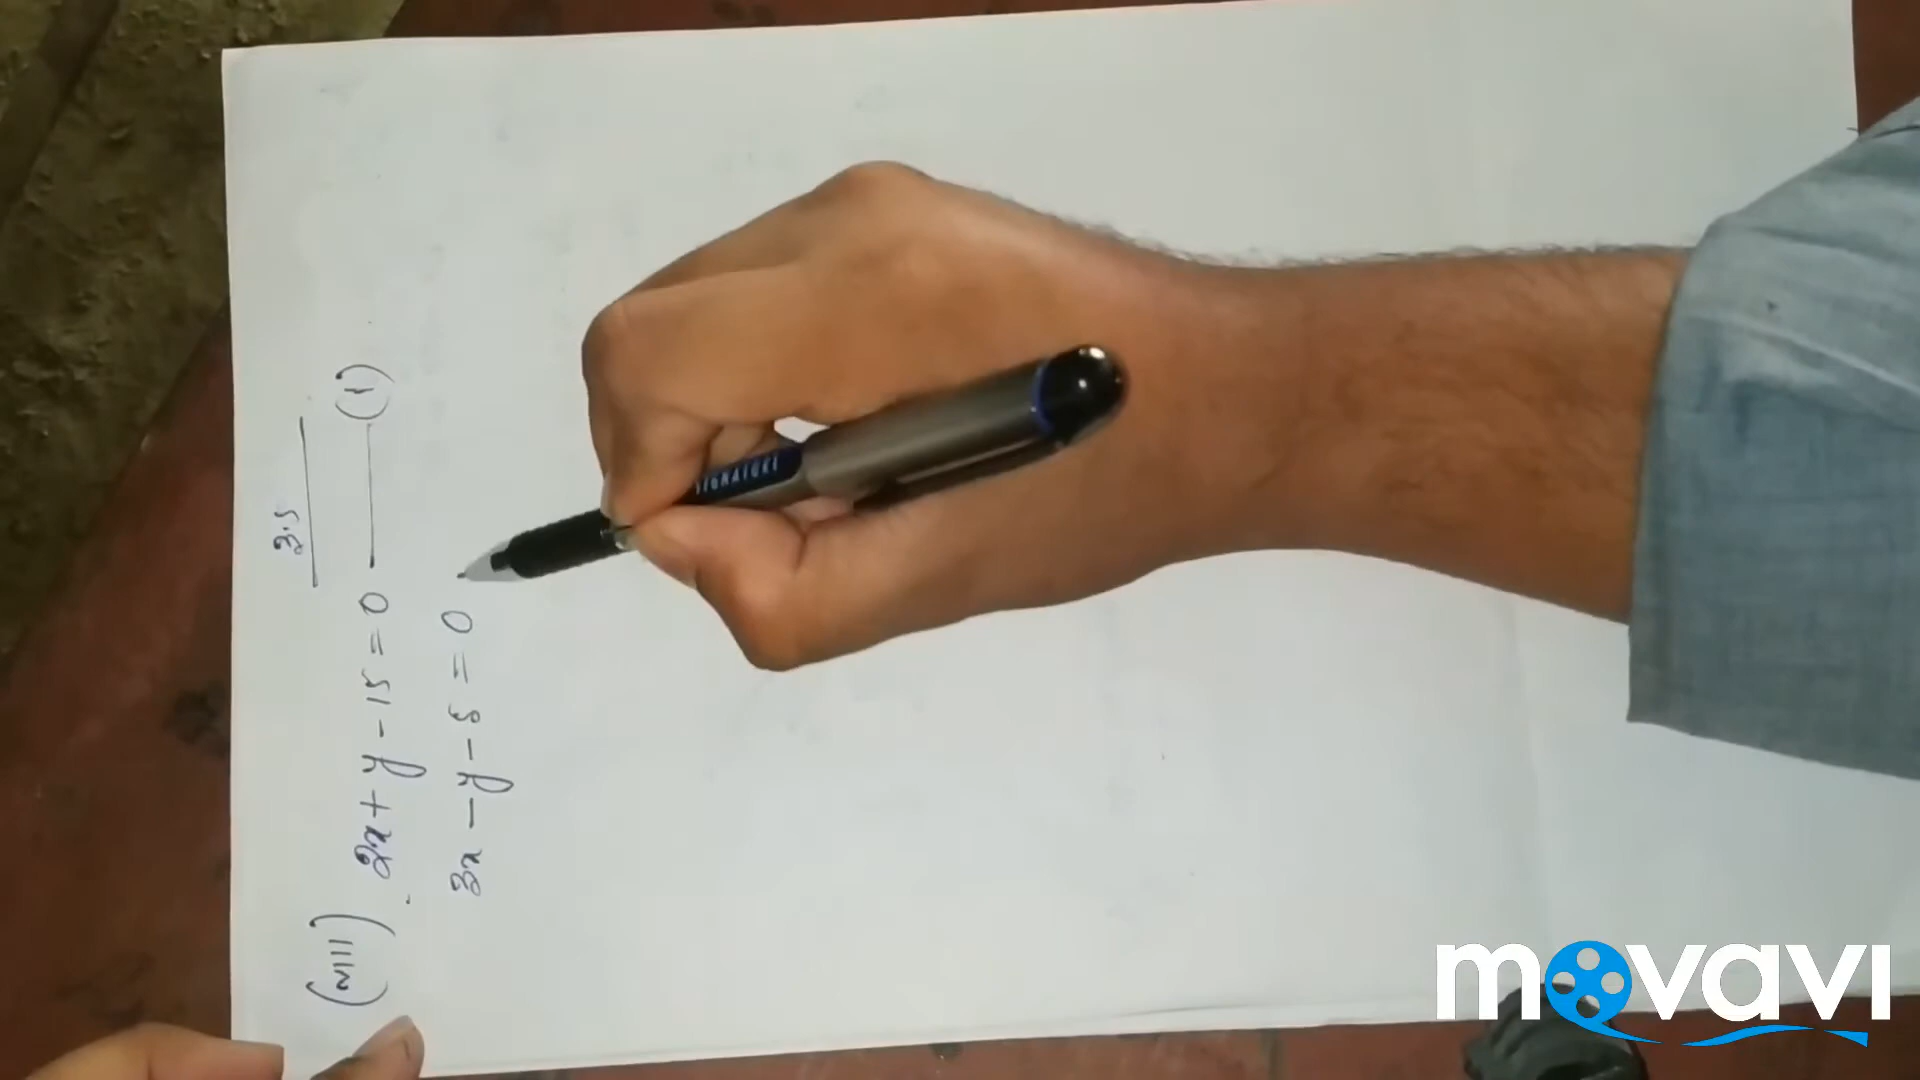 3.5
(viii) 2x + y - 15 = 0 — (1)
3x - y - 5 = 0
SIGNATURE
movavi